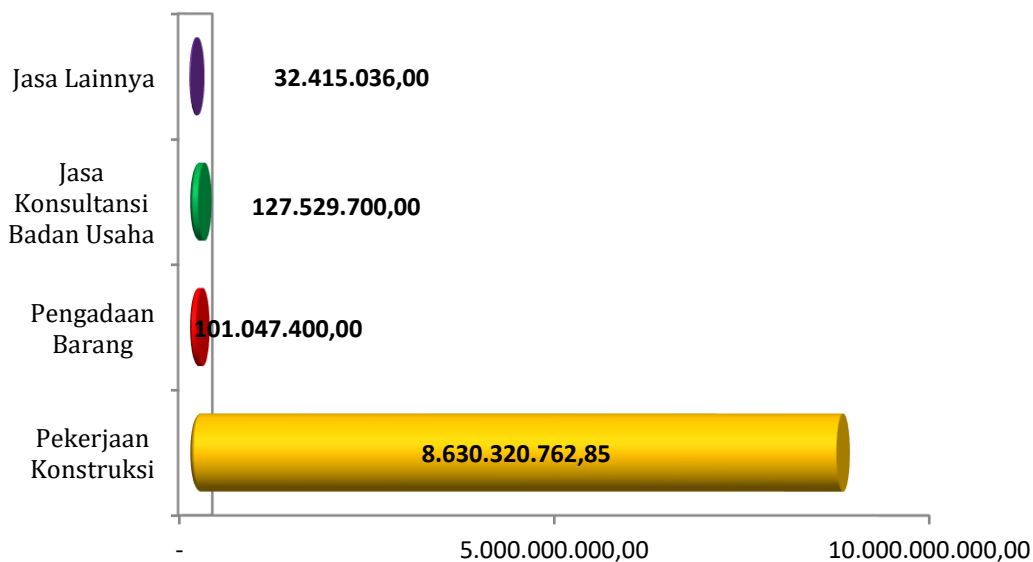 Jasa Lainnya
32.415.036,00
Jasa
Konsultansi
Badan Usaha
127.529.700,00
Pengadaan
Barang
101.047.400,00
Pekerjaan
Konstruksi
8.630.320.762,85
- 5.000.000.000,00 10.000.000.000,00